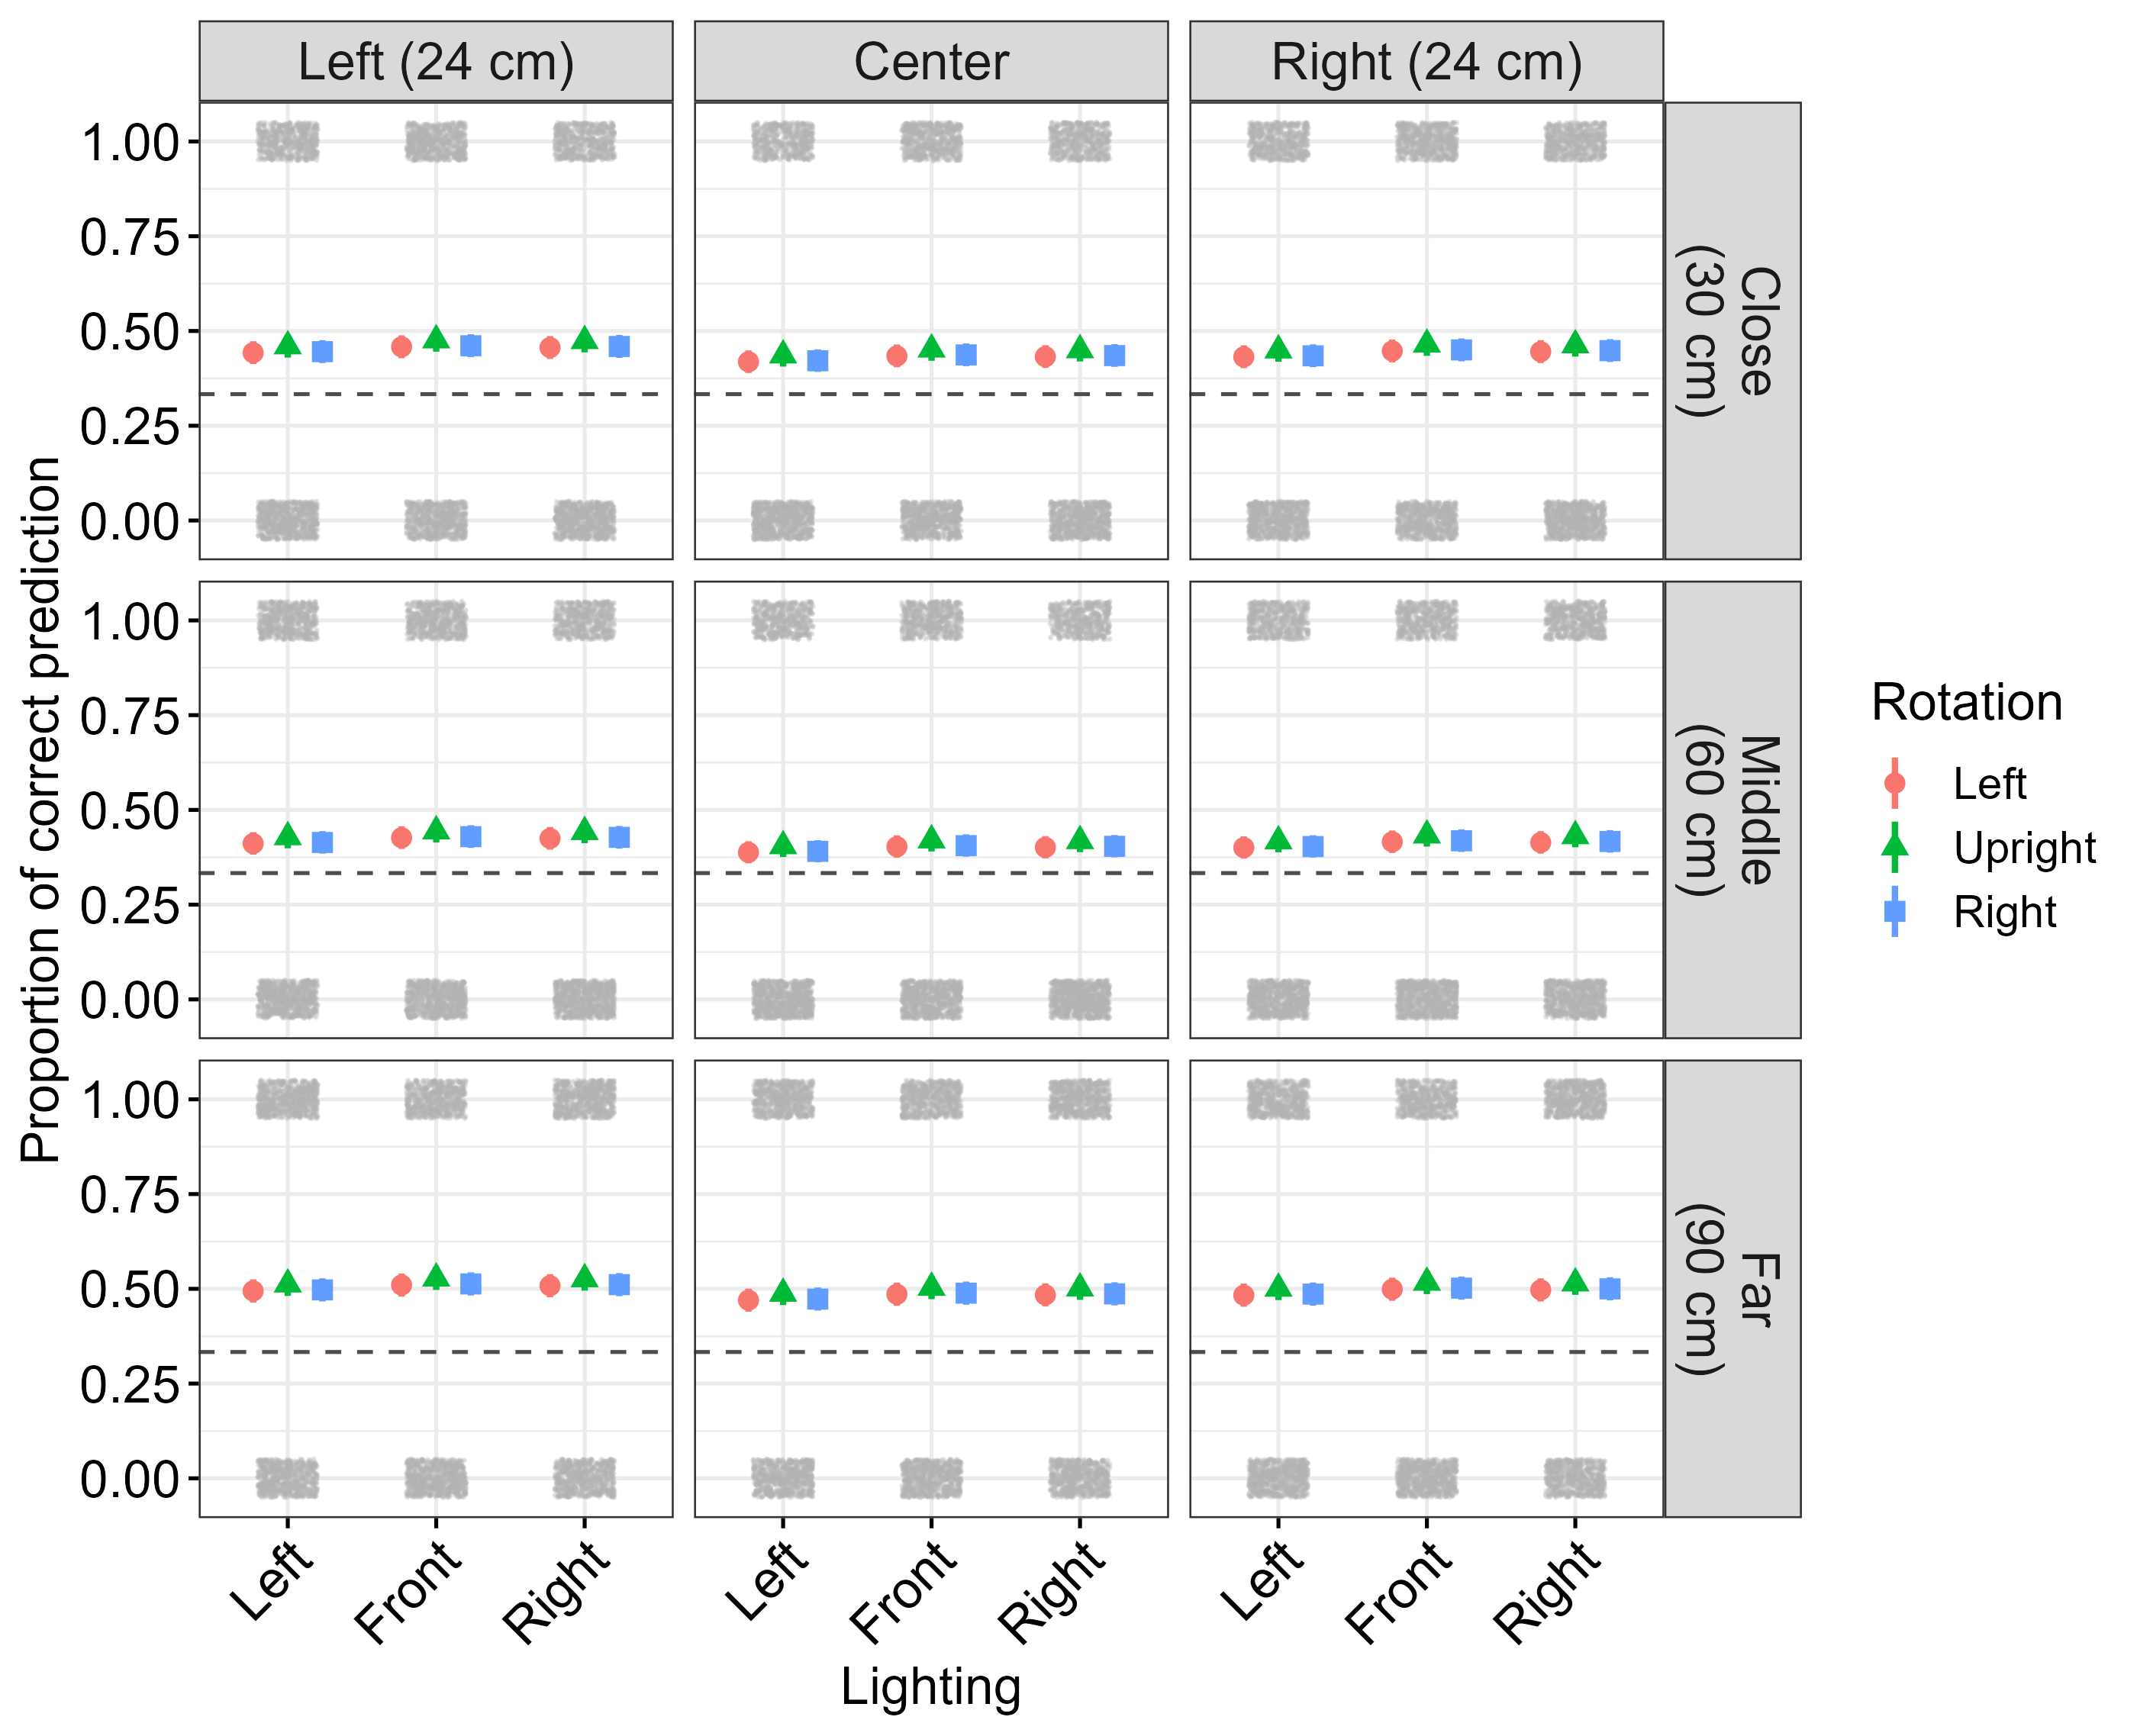 Left (24 cm)
Center
Right (24 cm)
Proportion of correct prediction
1.00
0.75
0.50
0.25
0.00
Close
(30 cm)
1.00
0.75
0.50
0.25
0.00
Middle
(60 cm)
1.00
0.75
0.50
0.25
0.00
Far
(90 cm)
Left
Front
Right
Left
Front
Right
Left
Front
Right
Lighting
Rotation
Left
Upright
Right